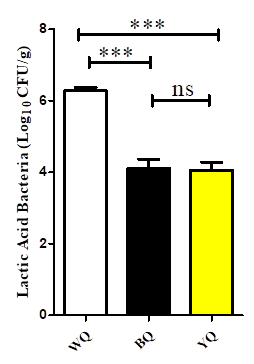 ***
***
ns
Lactic Acid Bacteria (Log10 CFU/g)
8
6
4
2
0
WQ
BQ
YQ